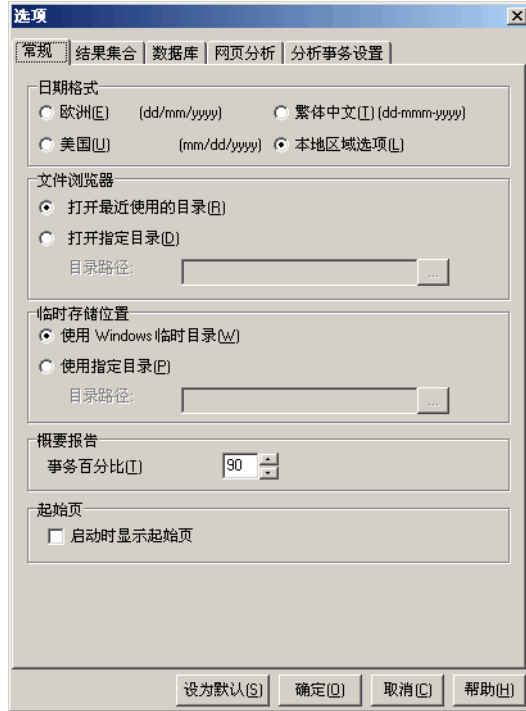 选项
常规 结果集合 数据库 网页分析 分析事务设置
日期格式
欧洲(E) (dd/mm/yyyy) 繁体中文(T) (dd-mmm-yyyy)
美国(U) (mm/dd/yyyy) 本地区域选项(L)
文件浏览器
打开最近使用的目录(R)
打开指定目录(D)
目录路径: ...
临时存储位置
使用 Windows 临时目录(W)
使用指定目录(P)
目录路径: ...
概要报告
事务百分比(T) 90
起始页
启动时显示起始页
设为默认(S) 确定(O) 取消(C) 帮助(H)